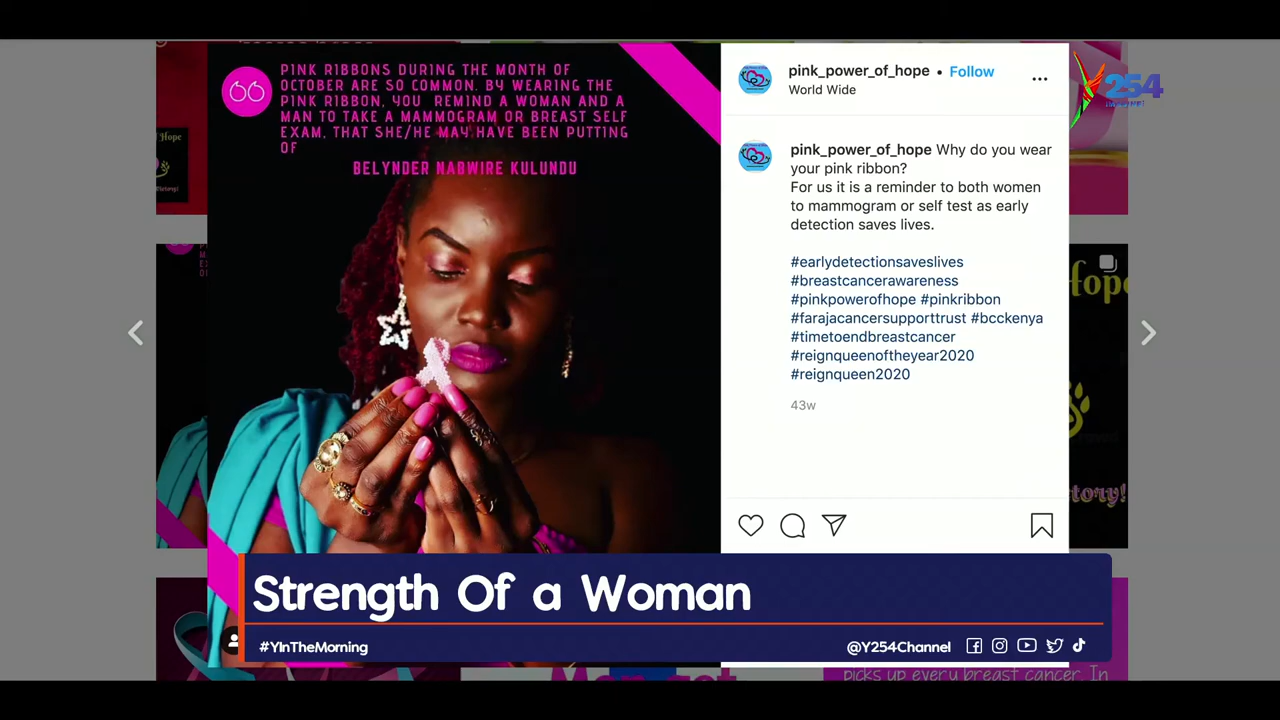 PINK RIBBONS DURING THE MONTH OF
OCTOBER ARE SO COMMON. BY WEARING THE
PINK RIBBON, YOU REMIND A WOMAN AND A
MAN TO TAKE A MAMMOGRAM OR BREAST SELF
EXAM, THAT SHE/HE MAY HAVE BEEN PUTTING
OF
BELYNDER NABWIRE KULUNDU
pink_power_of_hope • Follow
World Wide
254
pink_power_of_hope Why do you wear
your pink ribbon?
For us it is a reminder to both women
to mammogram or self test as early
detection saves lives.
#earlydetectionsaveslives
#breastcancerawareness
#pinkpowerofhope #pinkribbon
#farajacancersupporttrust #bcckenya
#timetoendbreastcancer
#reignqueenoftheyear2020
#reignqueen2020
43w
Strength Of a Woman
#YInTheMorning
@Y254Channel
picks up every breast cancer. In